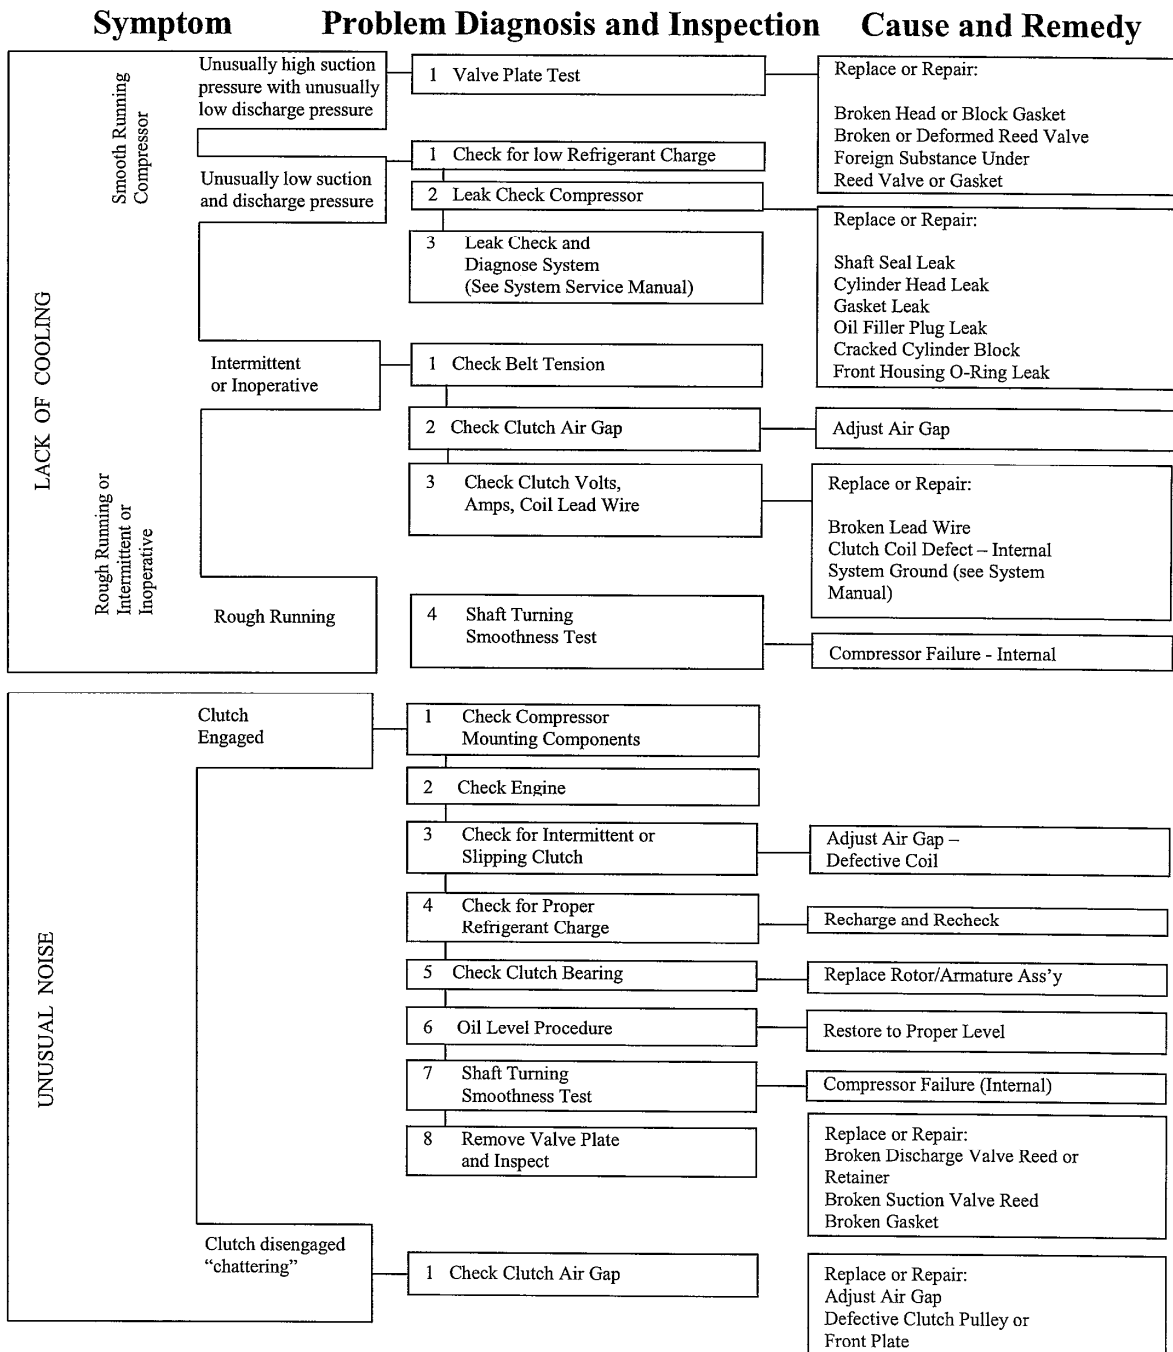 Symptom
Problem Diagnosis and Inspection
Cause and Remedy
LACK OF COOLING
Smooth Running
Compressor
Unusually high suction
pressure with unusually
low discharge pressure
1 Valve Plate Test
Replace or Repair:
Broken Head or Block Gasket
Broken or Deformed Reed Valve
Foreign Substance Under
Reed Valve or Gasket
Unusually low suction
and discharge pressure
1 Check for low Refrigerant Charge
2 Leak Check Compressor
3 Leak Check and
Diagnose System
(See System Service Manual)
Replace or Repair:
Shaft Seal Leak
Cylinder Head Leak
Gasket Leak
Oil Filler Plug Leak
Cracked Cylinder Block
Front Housing O-Ring Leak
Rough Running or
Intermittent or
Inoperative
Intermittent
or Inoperative
1 Check Belt Tension
2 Check Clutch Air Gap
Adjust Air Gap
3 Check Clutch Volts,
Amps, Coil Lead Wire
Replace or Repair:
Broken Lead Wire
Clutch Coil Defect – Internal
System Ground (see System
Manual)
Rough Running
4 Shaft Turning
Smoothness Test
Compressor Failure - Internal
UNUSUAL NOISE
Clutch
Engaged
1 Check Compressor
Mounting Components
2 Check Engine
3 Check for Intermittent or
Slipping Clutch
Adjust Air Gap –
Defective Coil
4 Check for Proper
Refrigerant Charge
Recharge and Recheck
5 Check Clutch Bearing
Replace Rotor/Armature Ass'y
6 Oil Level Procedure
Restore to Proper Level
7 Shaft Turning
Smoothness Test
Compressor Failure (Internal)
8 Remove Valve Plate
and Inspect
Replace or Repair:
Broken Discharge Valve Reed or
Retainer
Broken Suction Valve Reed
Broken Gasket
Clutch disengaged
“chattering”
1 Check Clutch Air Gap
Replace or Repair:
Adjust Air Gap
Defective Clutch Pulley or
Front Plate